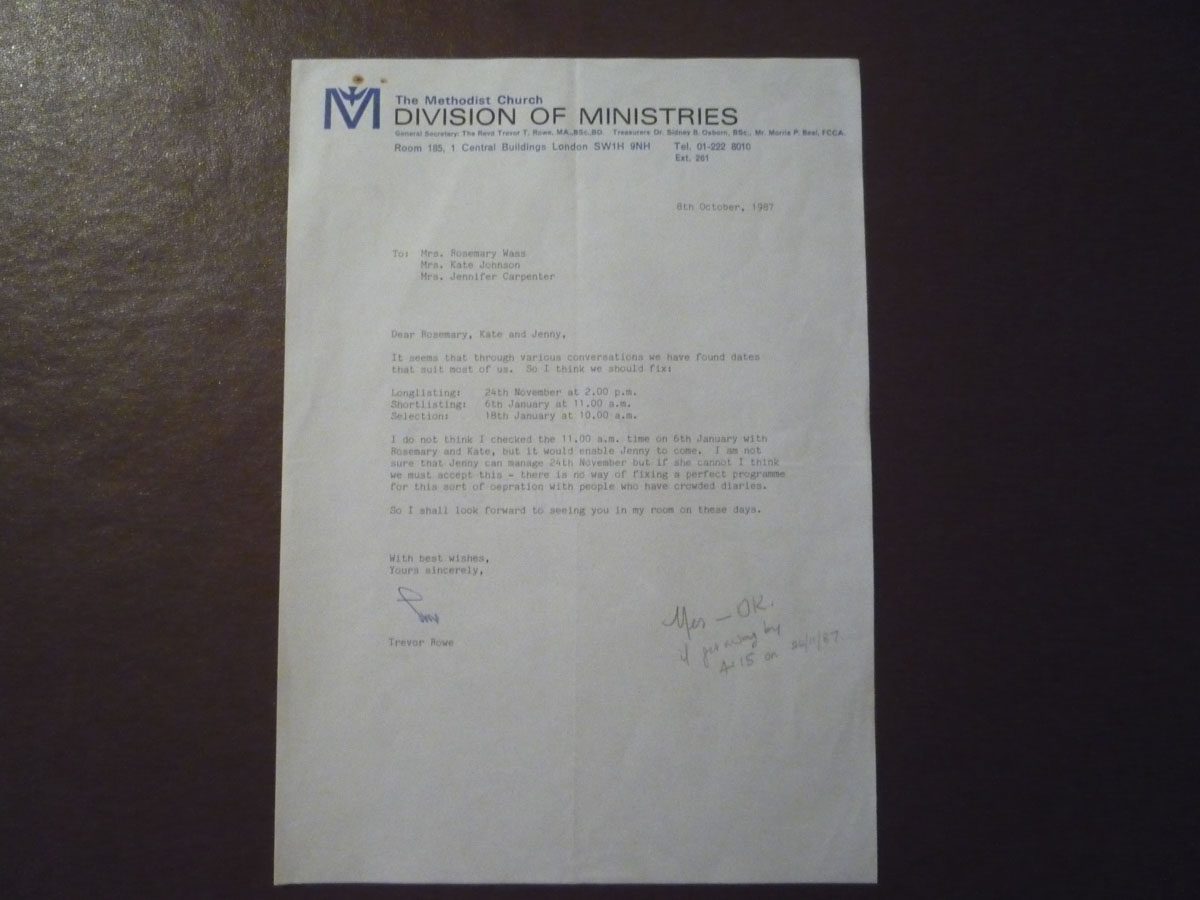 The Methodist Church
DIVISION OF MINISTRIES
General Secretary: The Revd Trevor T. Rowe, MA.,BSc.,BD. Treasurers Dr. Sidney B. Osborn, BSc., Mr. Morris P. Beal, FCCA.
Room 185, 1 Central Buildings London SW1H 9NH Tel. 01-222 8010
Ext. 261
8th October, 1987
To: Mrs. Rosemary Wass
Mrs. Kate Johnson
Mrs. Jennifer Carpenter
Dear Rosemary, Kate and Jenny,
It seems that through various conversations we have found dates
that suit most of us. So I think we should fix:
Longlisting: 24th November at 2.00 p.m.
Shortlisting: 6th January at 11.00 a.m.
Selection: 18th January at 10.00 a.m.
I do not think I checked the 11.00 a.m. time on 6th January with
Rosemary and Kate, but it would enable Jenny to come. I am not
sure that Jenny can manage 24th November but if she cannot I think
we must accept this - there is no way of fixing a perfect programme
for this sort of oepration with people who have crowded diaries.
So I shall look forward to seeing you in my room on these days.
With best wishes,
Yours sincerely,
Trevor Rowe
Yes - OK.
if get away by
4.15 on